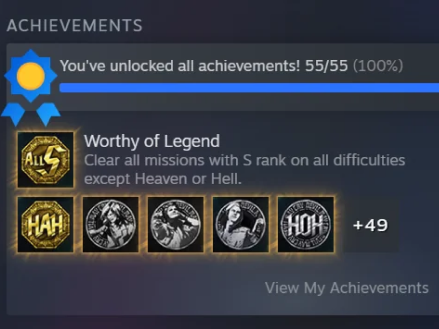 ACHIEVEMENTS
You've unlocked all achievements! 55/55 (100%)
Worthy of Legend
Clear all missions with S rank on all difficulties
except Heaven or Hell.
ALL S
HAH
HOH
+49
View My Achievements